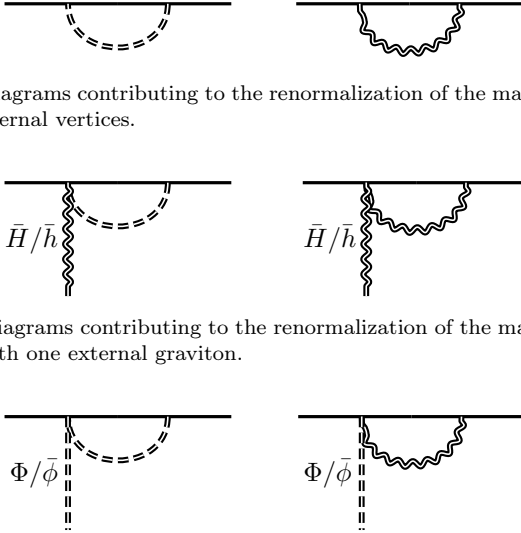 agrams contributing to the renormalization of the ma
ernal vertices.
H̄/h̄ H̄/h̄
iagrams contributing to the renormalization of the ma
th one external graviton.
Φ/φ̄ Φ/φ̄